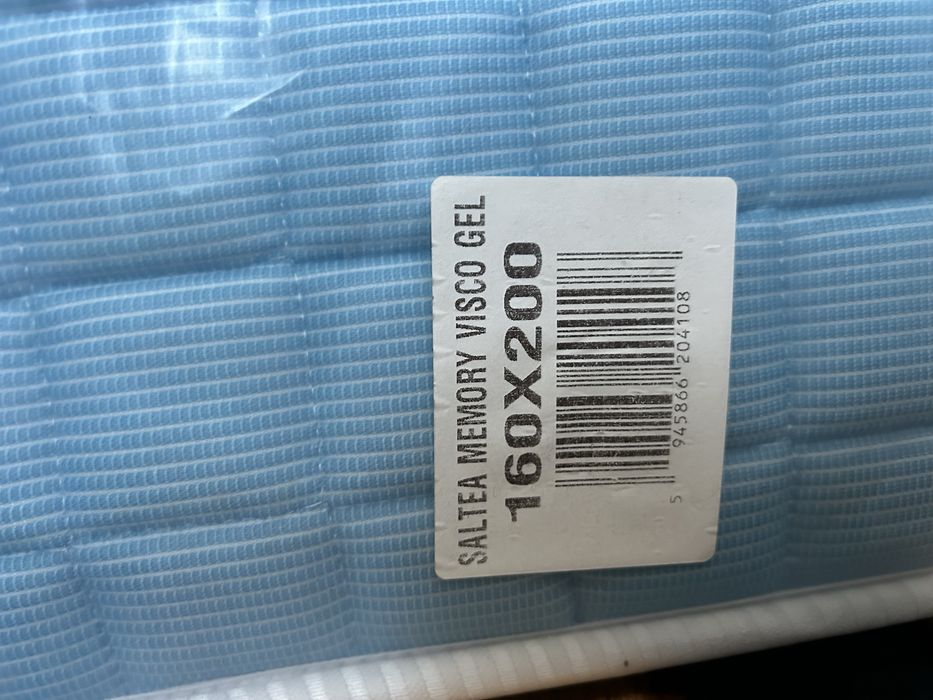 SALTEA MEMORY VISCO GEL
160X200
5 945866 204108